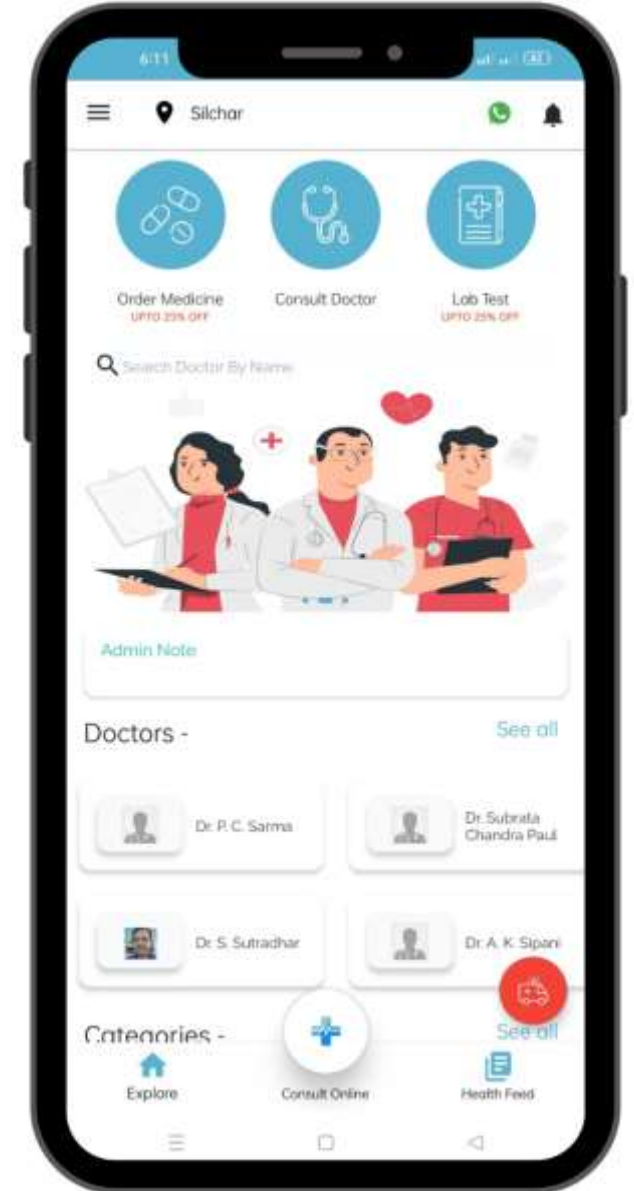 6:11
Silchar
Order Medicine
UPTO 25% OFF
Consult Doctor
Lab Test
UPTO 25% OFF
Search Doctor By Name
Admin Note
Doctors -
See all
Dr. P. C. Sarma
Dr. Subrata
Chandra Paul
Dr. S. Sutradhar
Dr. A. K. Sipani
Categories -
See all
Explore
Consult Online
Health Feed